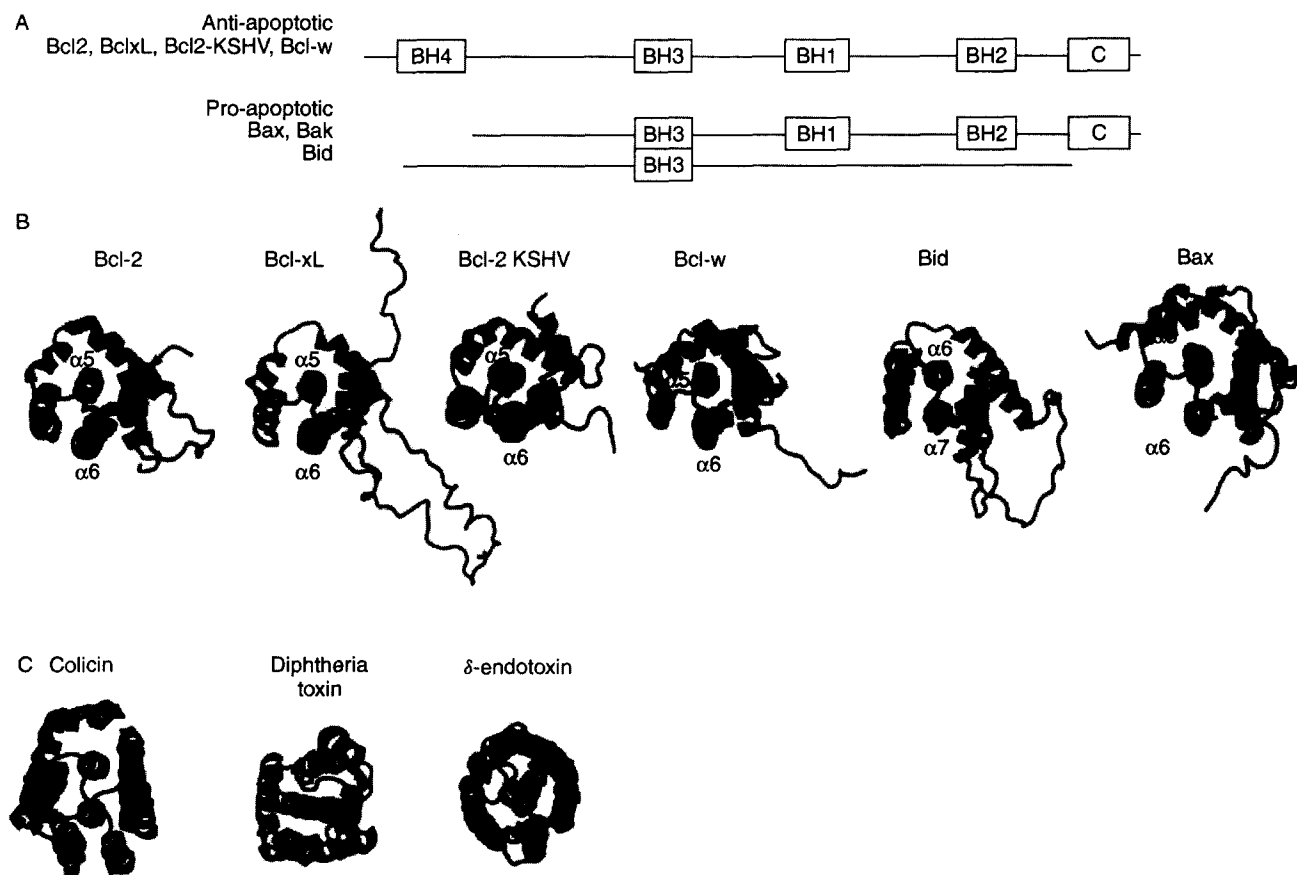 A
Anti-apoptotic
Bcl2, BclxL, Bcl2-KSHV, Bcl-w
BH4 BH3 BH1 BH2 C
Pro-apoptotic
Bax, Bak
BH3 BH1 BH2 C
Bid
BH3
B
Bcl-2 Bcl-xL Bcl-2 KSHV Bcl-w Bid Bax
α5 α5 α5 α5 α6
α6 α6 α6 α6 α7 α6
C Colicin Diphtheria toxin δ-endotoxin